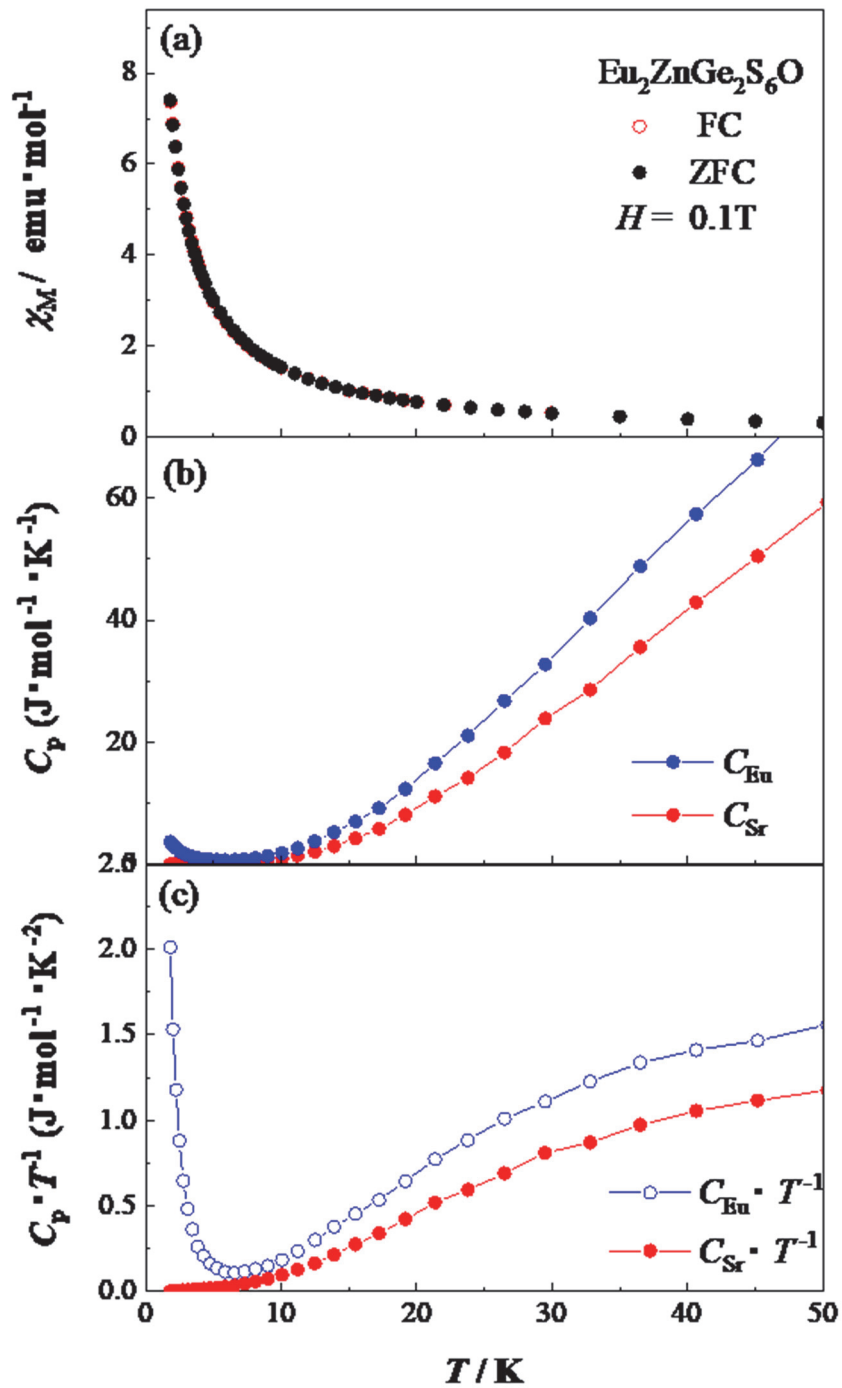 (a)
Eu₂ZnGe₂S₆O
FC
ZFC
H = 0.1T
8
6
4
2
0
χM / emu·mol⁻¹
(b)
60
40
20
2.5
Cp (J·mol⁻¹·K⁻¹)
CEu
CSr
(c)
2.0
1.5
1.0
0.5
0.0
Cp·T⁻¹ (J·mol⁻¹·K⁻²)
CEu· T⁻¹
CSr· T⁻¹
0 10 20 30 40 50
T / K